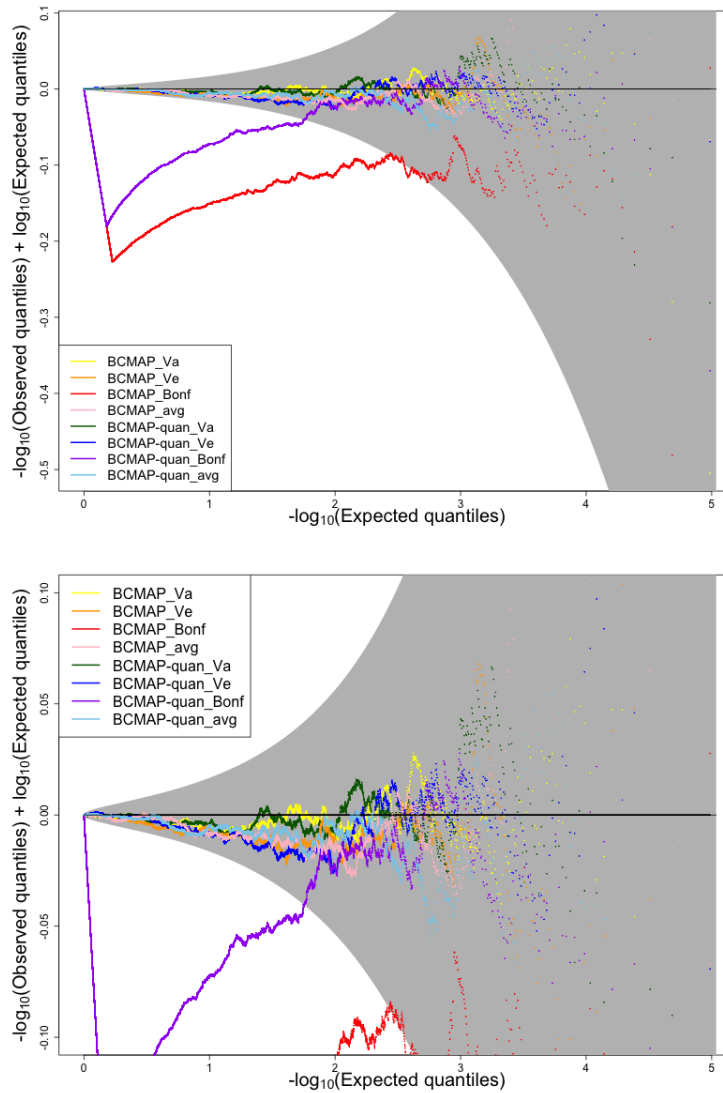 -log10(Observed quantiles) + log10(Expected quantiles)
0.1
0.0
-0.1
-0.2
-0.3
-0.4
-0.5
BCMAP_Va
BCMAP_Ve
BCMAP_Bonf
BCMAP_avg
BCMAP-quan_Va
BCMAP-quan_Ve
BCMAP-quan_Bonf
BCMAP-quan_avg
0 1 2 3 4 5
-log10(Expected quantiles)
-log10(Observed quantiles) + log10(Expected quantiles)
0.10
0.05
0.00
-0.05
-0.10
BCMAP_Va
BCMAP_Ve
BCMAP_Bonf
BCMAP_avg
BCMAP-quan_Va
BCMAP-quan_Ve
BCMAP-quan_Bonf
BCMAP-quan_avg
0 1 2 3 4 5
-log10(Expected quantiles)